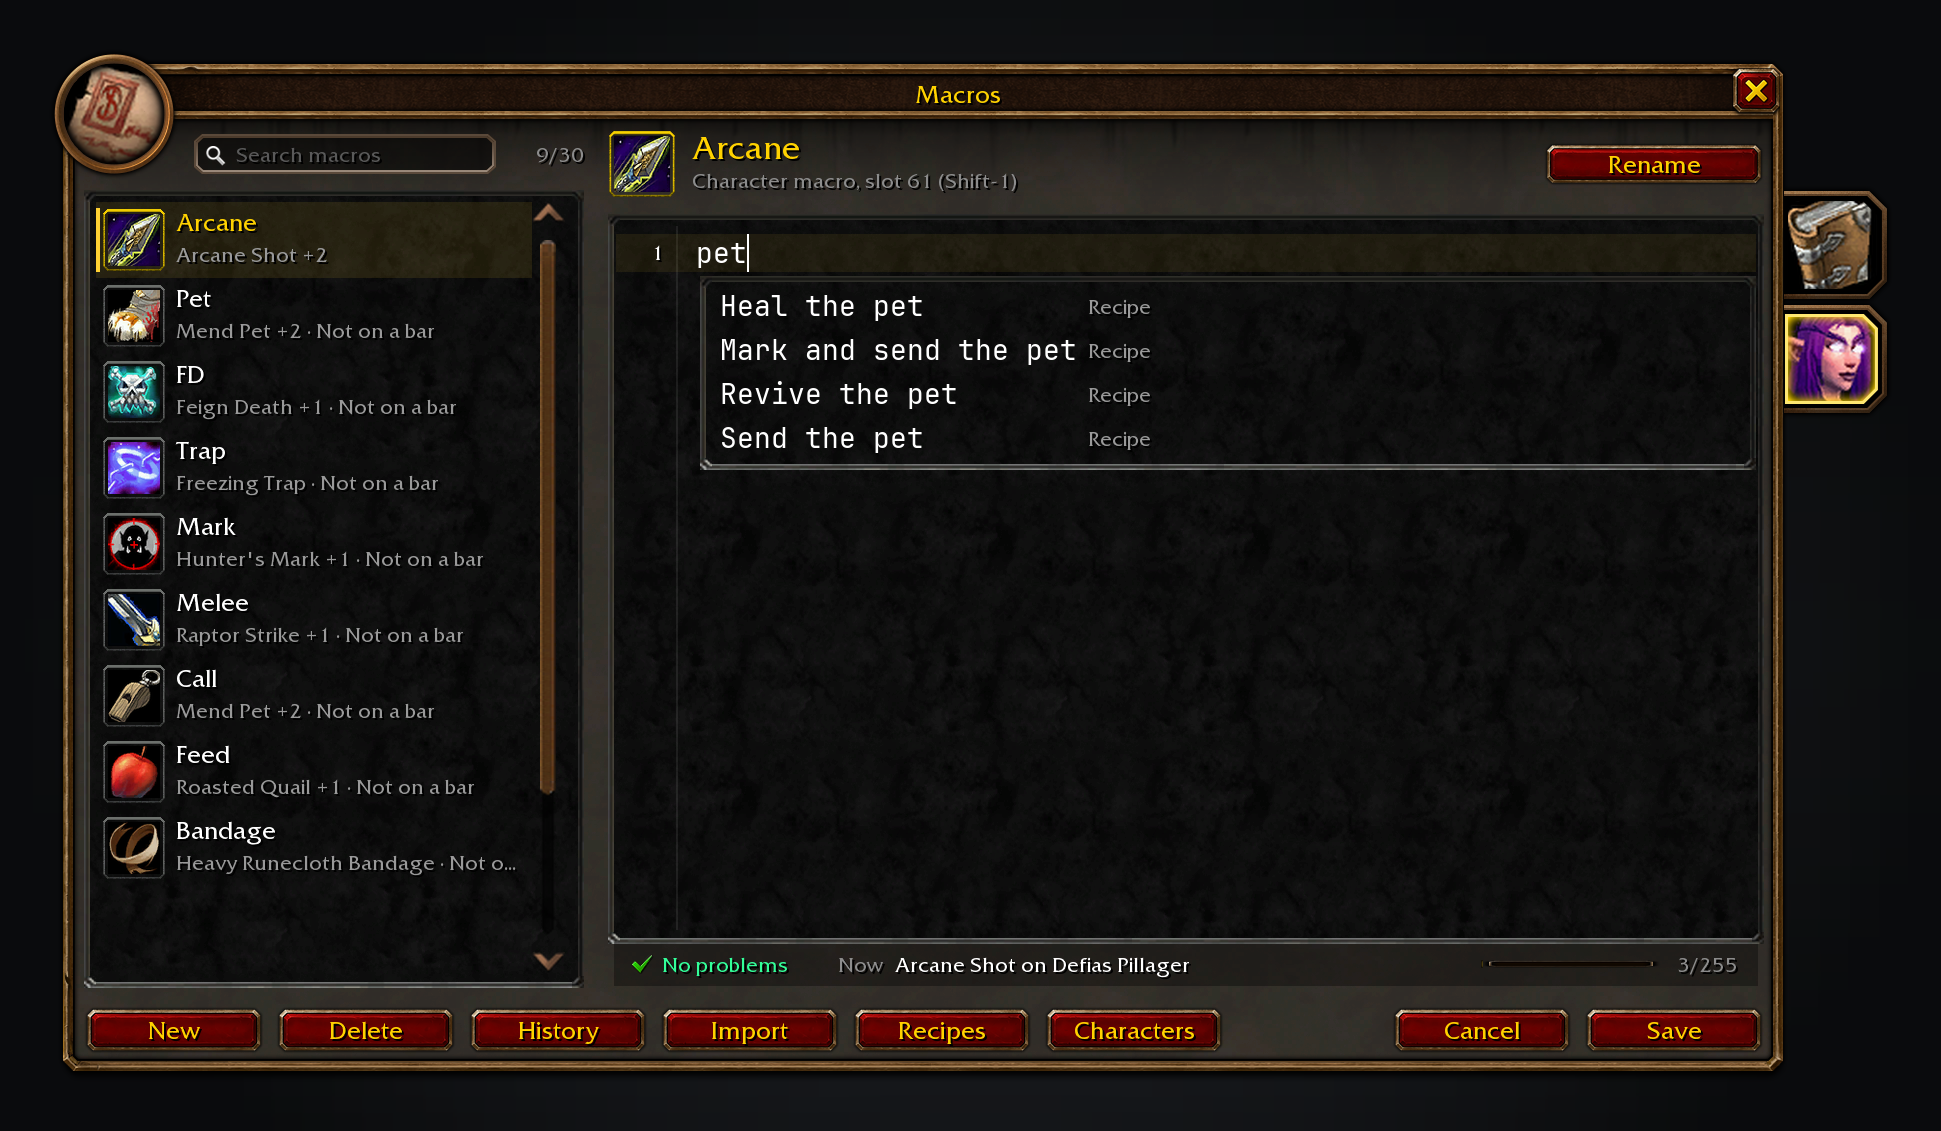 Macros
Search macros
9/30
Arcane
Character macro, slot 61 (Shift-1)
Rename
Arcane
Arcane Shot +2
Pet
Mend Pet +2 · Not on a bar
FD
Feign Death +1 · Not on a bar
Trap
Freezing Trap · Not on a bar
Mark
Hunter's Mark +1 · Not on a bar
Melee
Raptor Strike +1 · Not on a bar
Call
Mend Pet +2 · Not on a bar
Feed
Roasted Quail +1 · Not on a bar
Bandage
Heavy Runecloth Bandage · Not o...
1 pet
Heal the pet Recipe
Mark and send the pet Recipe
Revive the pet Recipe
Send the pet Recipe
No problems
Now Arcane Shot on Defias Pillager
3/255
New
Delete
History
Import
Recipes
Characters
Cancel
Save